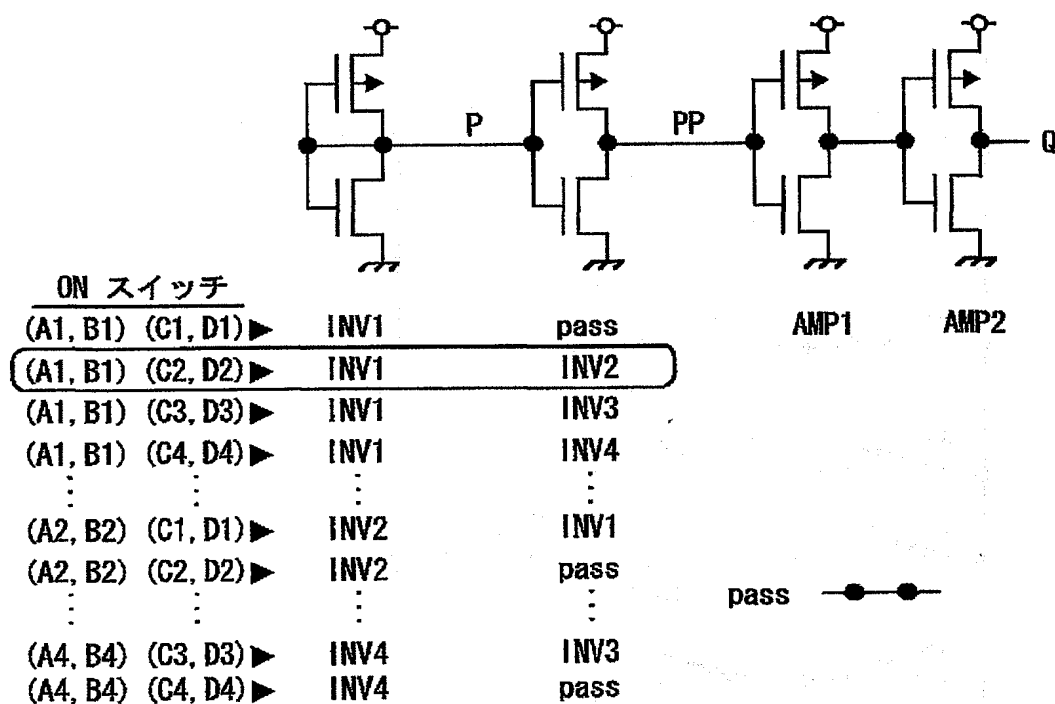 P PP Q
ON スイッチ
(A1, B1) (C1, D1)▶ INV1 pass AMP1 AMP2
(A1, B1) (C2, D2)▶ INV1 INV2
(A1, B1) (C3, D3)▶ INV1 INV3
(A1, B1) (C4, D4)▶ INV1 INV4
(A2, B2) (C1, D1)▶ INV2 INV1
(A2, B2) (C2, D2)▶ INV2 pass
pass
(A4, B4) (C3, D3)▶ INV4 INV3
(A4, B4) (C4, D4)▶ INV4 pass